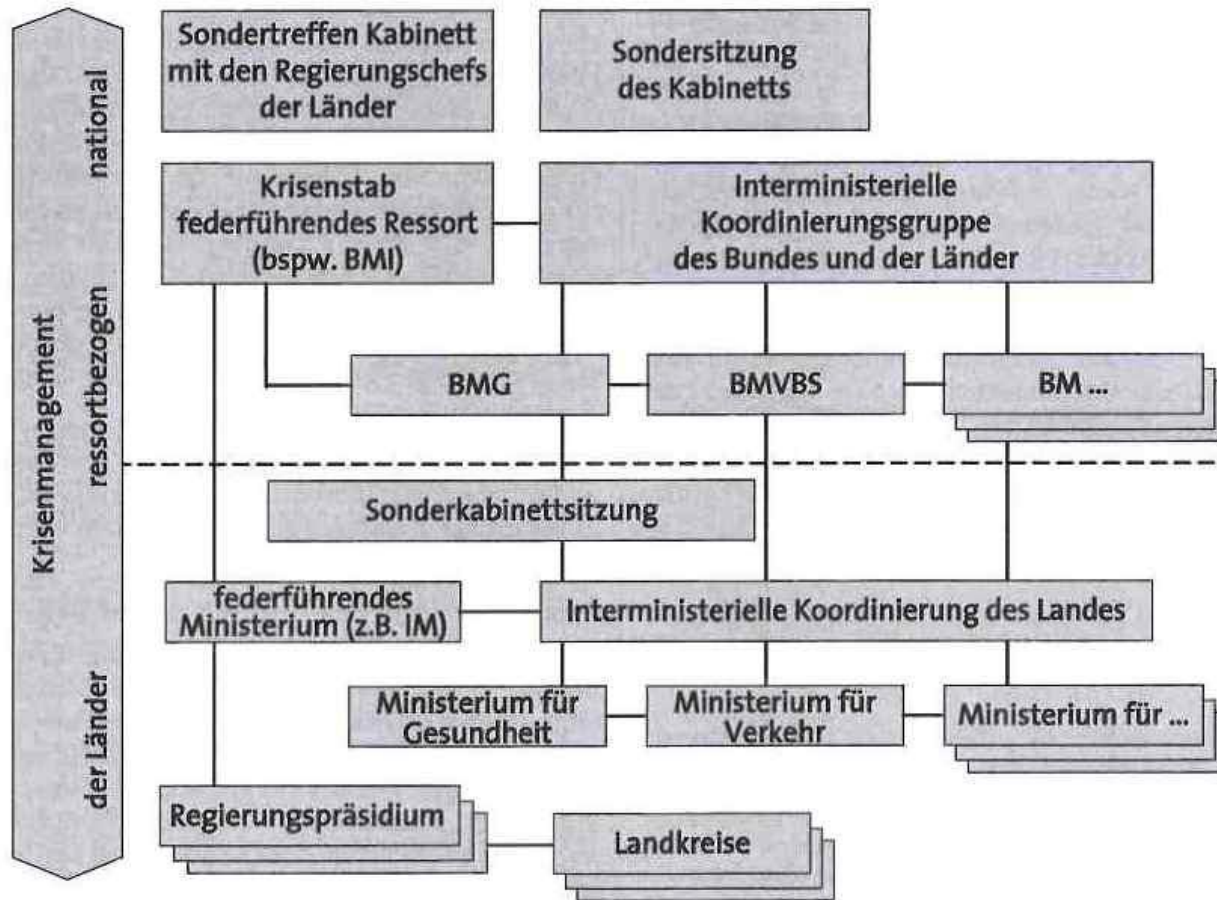 Krisenmanagement
national
ressortbezogen
der Länder
Sondertreffen Kabinett
mit den Regierungschefs
der Länder
Sondersitzung
des Kabinetts
Krisenstab
federführendes Ressort
(bspw. BMI)
Interministerielle
Koordinierungsgruppe
des Bundes und der Länder
BMG
BMVBS
BM ...
Sonderkabinettsitzung
federführendes
Ministerium (z.B. IM)
Interministerielle Koordinierung des Landes
Ministerium für
Gesundheit
Ministerium für
Verkehr
Ministerium für ...
Regierungspräsidium
Landkreise